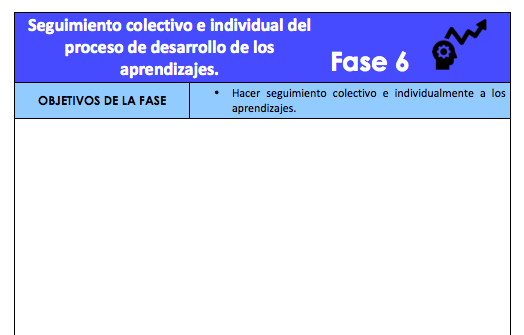 Seguimiento colectivo e individual del
proceso de desarrollo de los
aprendizajes.
Fase 6
OBJETIVOS DE LA FASE
• Hacer seguimiento colectivo e individualmente a los
aprendizajes.